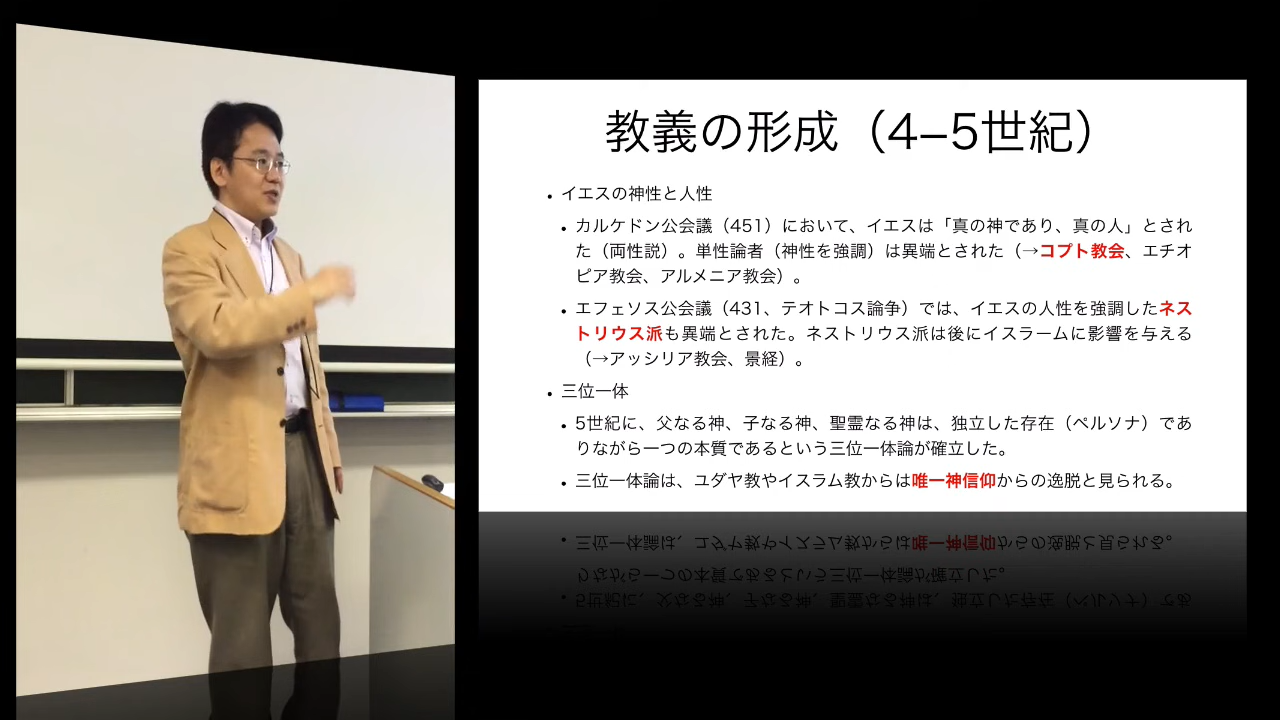 教義の形成（4–5世紀）
• イエスの神性と人性
• カルケドン公会議（451）において、イエスは「真の神であり、真の人」とされ
た（両性説）。単性論者（神性を強調）は異端とされた（→コプト教会、エチオ
ピア教会、アルメニア教会）。
• エフェソス公会議（431、テオトコス論争）では、イエスの人性を強調したネス
トリウス派も異端とされた。ネストリウス派は後にイスラームに影響を与える
（→アッシリア教会、景経）。
• 三位一体
• 5世紀に、父なる神、子なる神、聖霊なる神は、独立した存在（ペルソナ）であ
りながら一つの本質であるという三位一体論が確立した。
• 三位一体論は、ユダヤ教やイスラム教からは唯一神信仰からの逸脱と見られる。